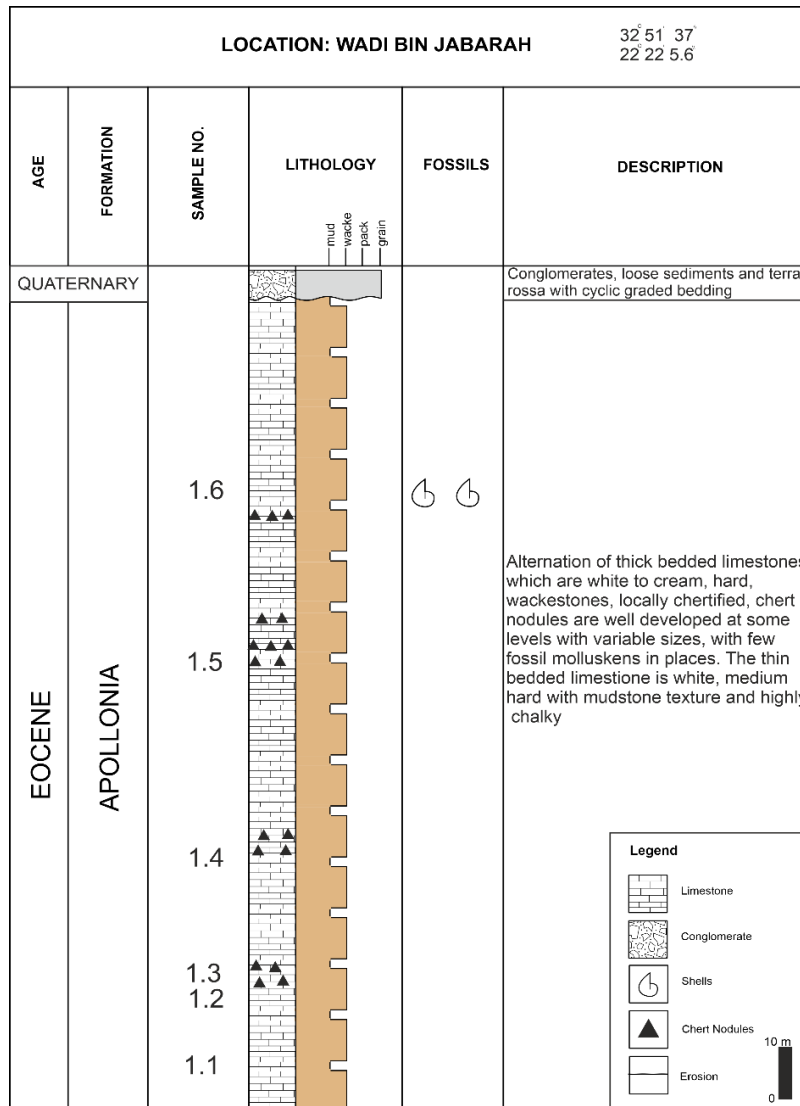 LOCATION: WADI BIN JABARAH
32° 51' 37"
22° 22' 5.6"
AGE
FORMATION
SAMPLE NO.
LITHOLOGY
mud
wacke
pack
grain
FOSSILS
DESCRIPTION
QUATERNARY
Conglomerates, loose sediments and terra
rossa with cyclic graded bedding
EOCENE
APOLLONIA
1.6
1.5
1.4
1.3
1.2
1.1
Alternation of thick bedded limestones
which are white to cream, hard,
wackestones, locally chertified, chert
nodules are well developed at some
levels with variable sizes, with few
fossil molluskens in places. The thin
bedded limestione is white, medium
hard with mudstone texture and highly
chalky
Legend
Limestone
Conglomerate
Shells
Chert Nodules
Erosion
10 m
0